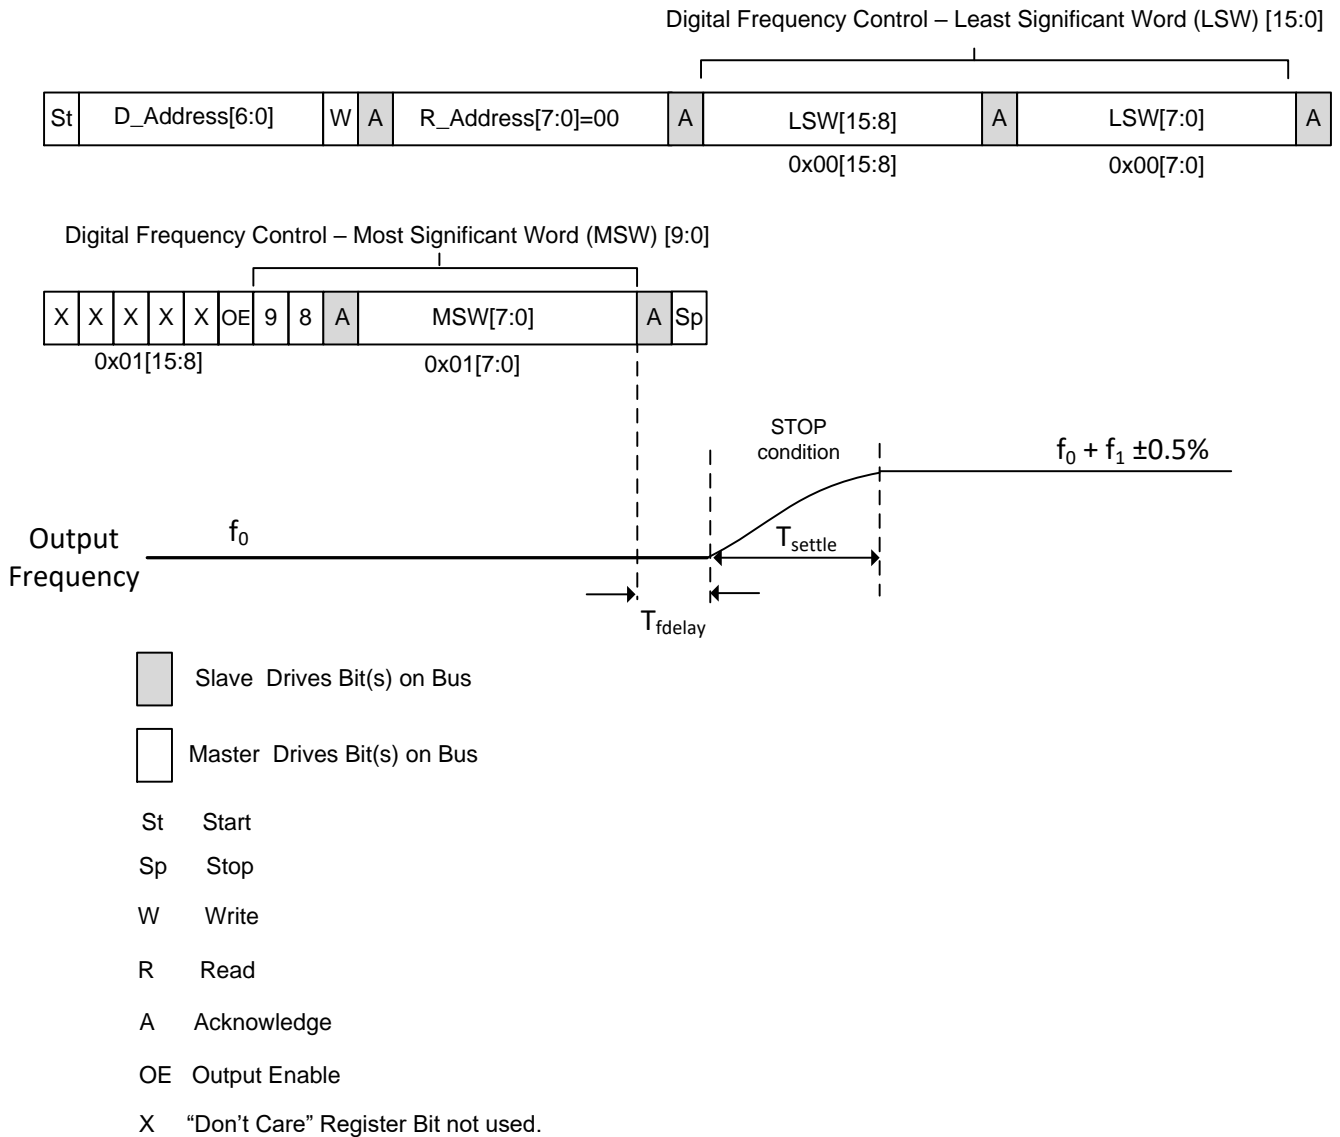 Digital Frequency Control – Least Significant Word (LSW) [15:0]
St D_Address[6:0] W A R_Address[7:0]=00 A LSW[15:8] A LSW[7:0] A
0x00[15:8] 0x00[7:0]
Digital Frequency Control – Most Significant Word (MSW) [9:0]
X X X X X OE 9 8 A MSW[7:0] A Sp
0x01[15:8] 0x01[7:0]
STOP
condition
f₀ + f₁ ±0.5%
Output
Frequency
f₀
T_settle
T_fdelay
Slave Drives Bit(s) on Bus
Master Drives Bit(s) on Bus
St Start
Sp Stop
W Write
R Read
A Acknowledge
OE Output Enable
X “Don’t Care” Register Bit not used.